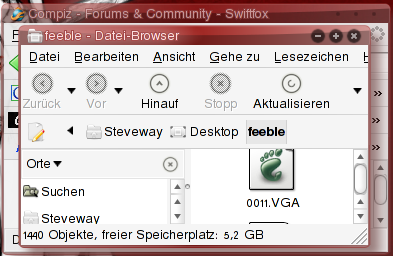 Compiz - Forums & Community - Swiftfox
feeble - Datei-Browser
Datei Bearbeiten Ansicht Gehe zu Lesezeichen
Zurück Vor Hinauf Stopp Aktualisieren
Steveway Desktop feeble
Orte
Suchen
Steveway
0011.VGA
1440 Objekte, freier Speicherplatz: 5,2 GB